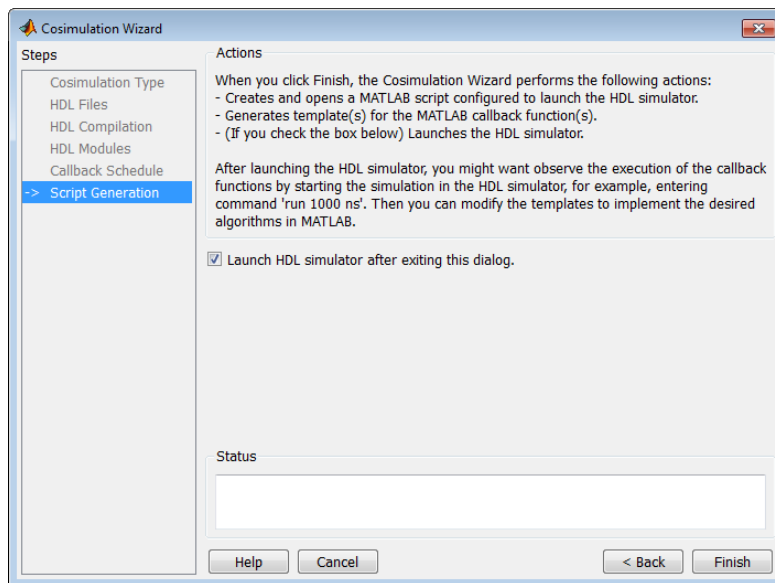 Cosimulation Wizard
Steps
Cosimulation Type
HDL Files
HDL Compilation
HDL Modules
Callback Schedule
-> Script Generation
Actions
When you click Finish, the Cosimulation Wizard performs the following actions:
- Creates and opens a MATLAB script configured to launch the HDL simulator.
- Generates template(s) for the MATLAB callback function(s).
- (If you check the box below) Launches the HDL simulator.
After launching the HDL simulator, you might want observe the execution of the callback
functions by starting the simulation in the HDL simulator, for example, entering
command 'run 1000 ns'. Then you can modify the templates to implement the desired
algorithms in MATLAB.
Launch HDL simulator after exiting this dialog.
Status
Help Cancel < Back Finish